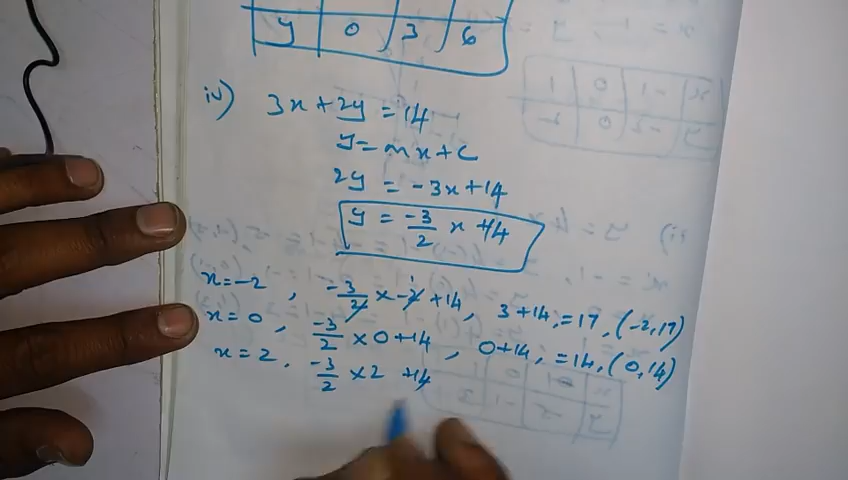 y | 0 | 3 | 6
iv) 3x + 2y = 14
y = mx + c
2y = -3x + 14
y = -3/2 x + 14
x = -2 , -3/2 x -2 + 14 , 3 + 14 , = 17 , (-2, 17)
x = 0 , -3/2 x 0 + 14 , 0 + 14 , = 14 , (0, 14)
x = 2 . -3/2 x 2 + 14